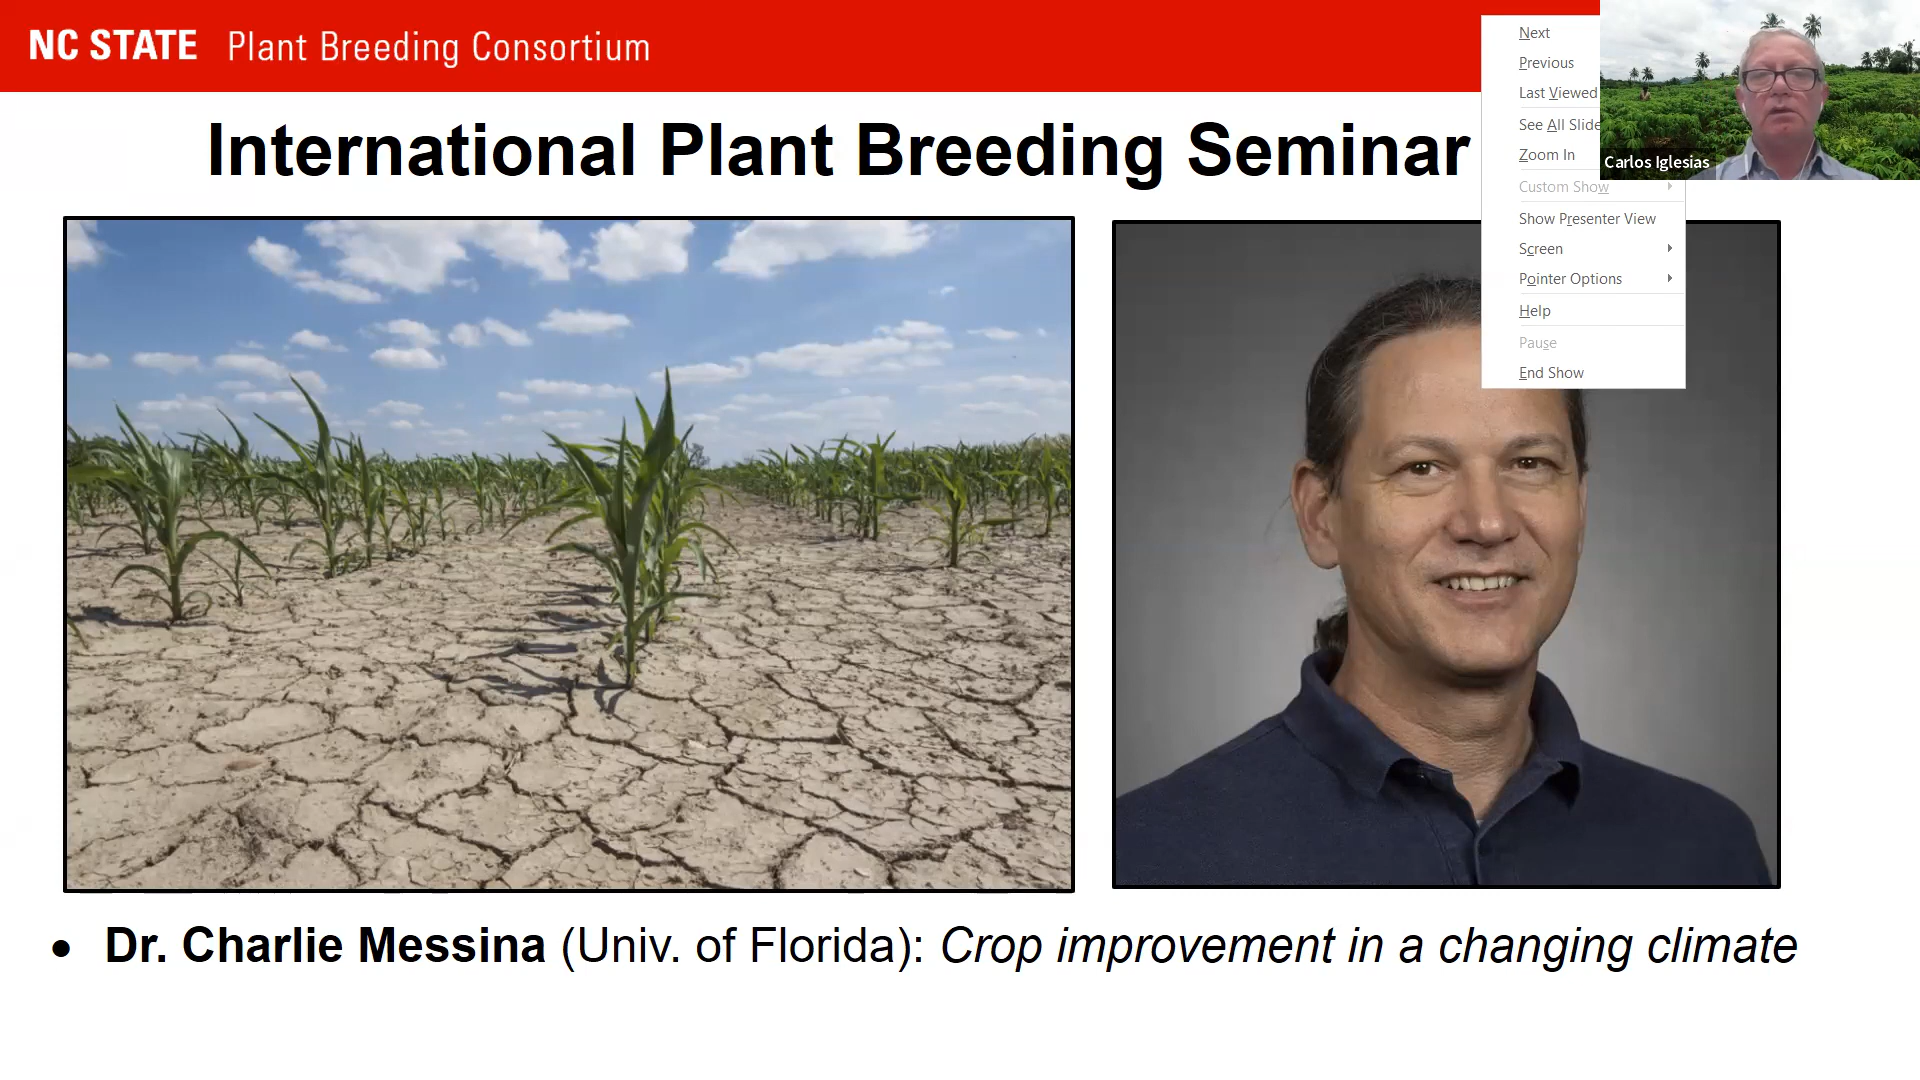 NC STATE Plant Breeding Consortium
International Plant Breeding Seminar
Next
Previous
Last Viewed
See All Slide
Zoom In
Custom Show
Show Presenter View
Screen
Pointer Options
Help
Pause
End Show
Carlos Iglesias
• Dr. Charlie Messina (Univ. of Florida): Crop improvement in a changing climate